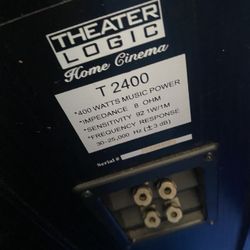 THEATER
LOGIC
Home Cinema
T 2400
*400 WATTS MUSIC POWER
*IMPEDANCE 8 OHM
*SENSITIVITY 92 1W/1M
*FREQUENCY RESPONSE
30-25,000 Hz (± 3 dB)
Serial #